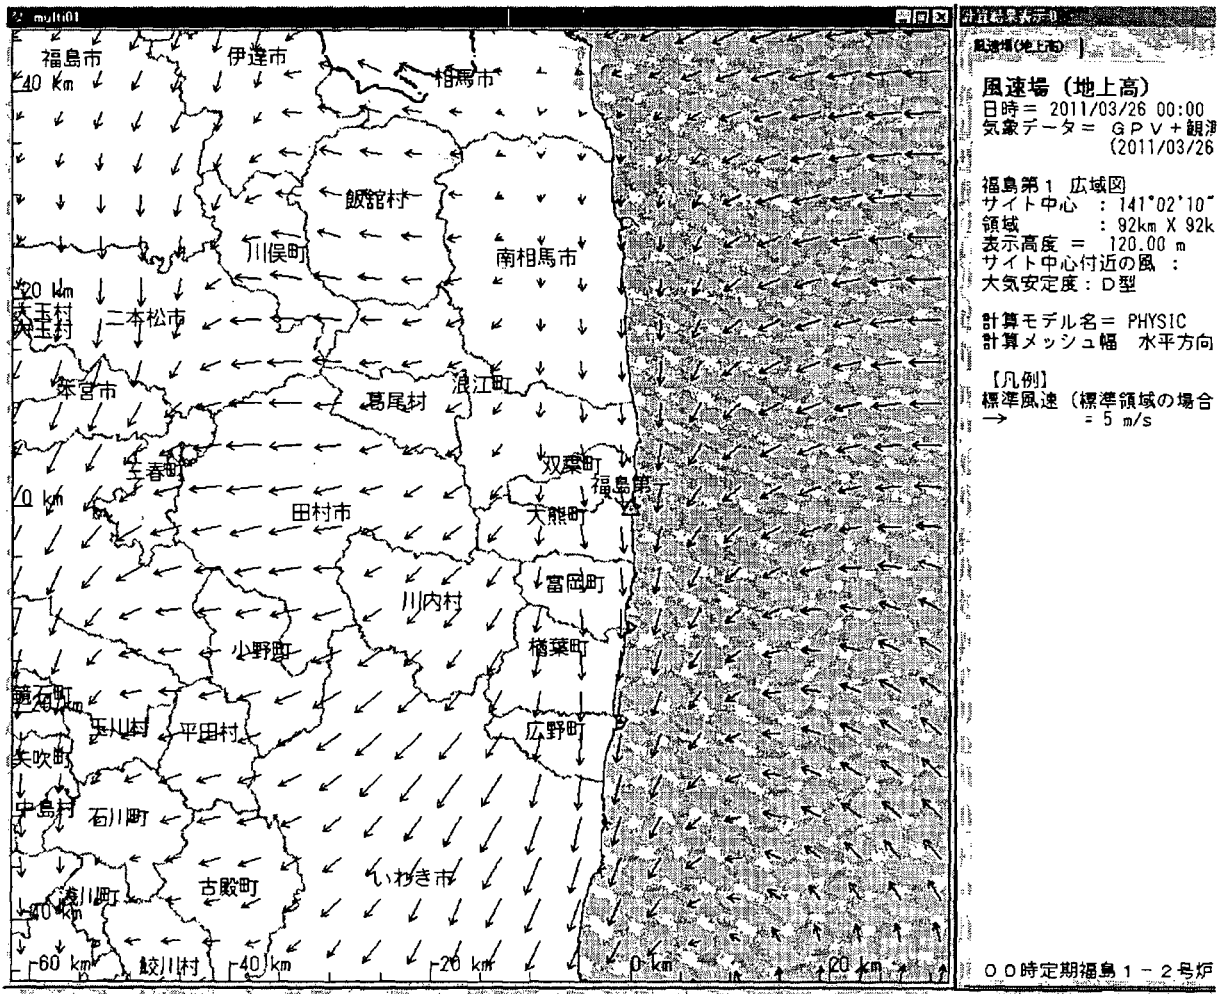 multi01
福島市
伊達市
相馬市
40 km
飯舘村
川俣町
南相馬市
20 km
大玉村
大玉村
二本松市
本宮市
葛尾村
浪江町
三春町
双葉町
福島第一
0 km
田村市
大熊町
富岡町
川内村
小野町
楢葉町
鏡石町
-20 km
玉川村
平田村
広野町
矢吹町
中島村
石川町
いわき市
古殿町
浅川町
-40 km
鮫川村
-60 km
-40 km
-20 km
0 km
20 km
計算結果表示
風速場(地上高)
風速場（地上高）
日時＝ 2011/03/26 00:00
気象データ＝ ＧＰＶ＋観測
(2011/03/26
福島第１ 広域図
サイト中心 ： 141°02'10"
領域 ： 92km X 92k
表示高度 ＝ 120.00 m
サイト中心付近の風 ：
大気安定度：Ｄ型
計算モデル名＝ PHYSIC
計算メッシュ幅 水平方向
【凡例】
標準風速（標準領域の場合
→ = 5 m/s
００時定期福島１－２号炉